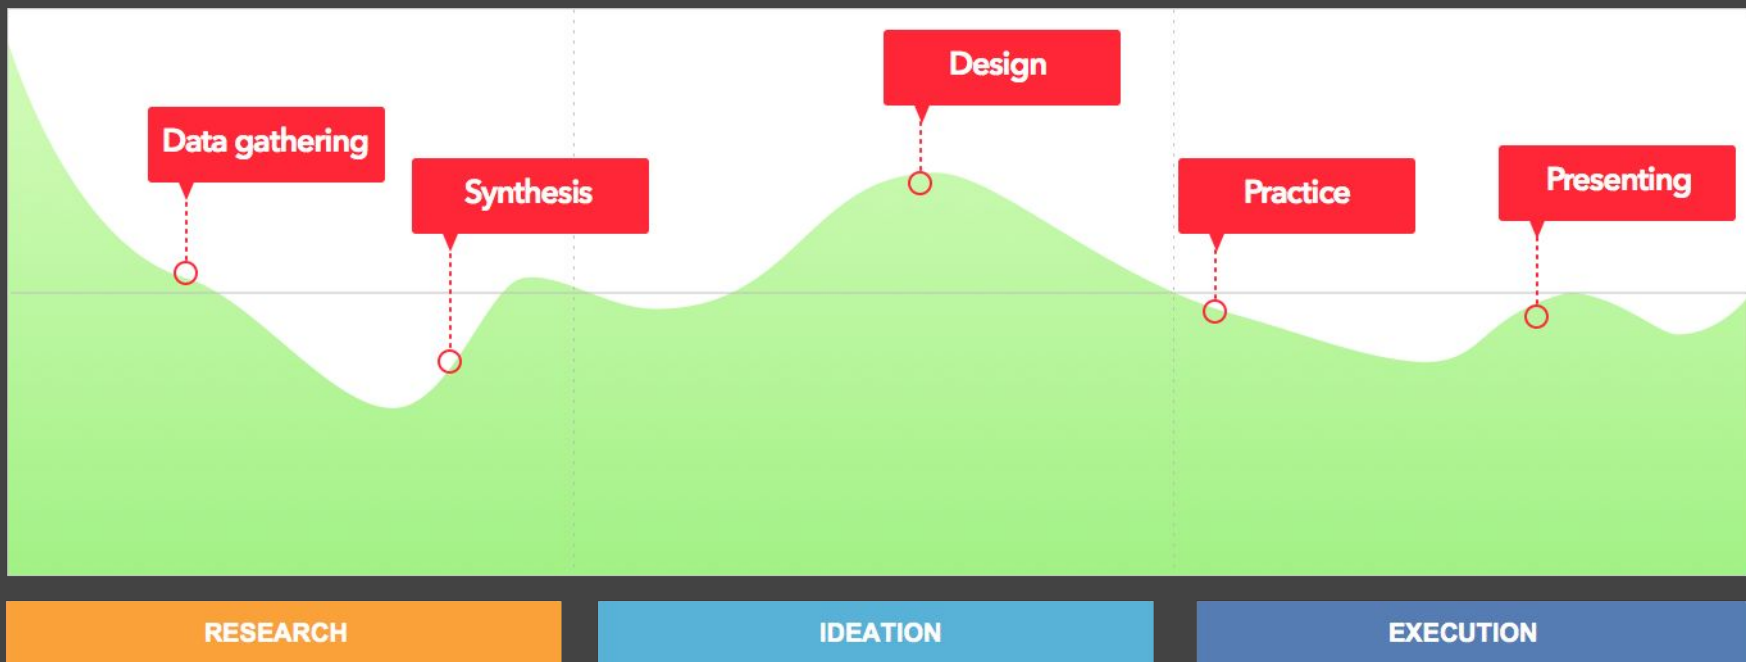 Data gathering
Synthesis
Design
Practice
Presenting
RESEARCH
IDEATION
EXECUTION